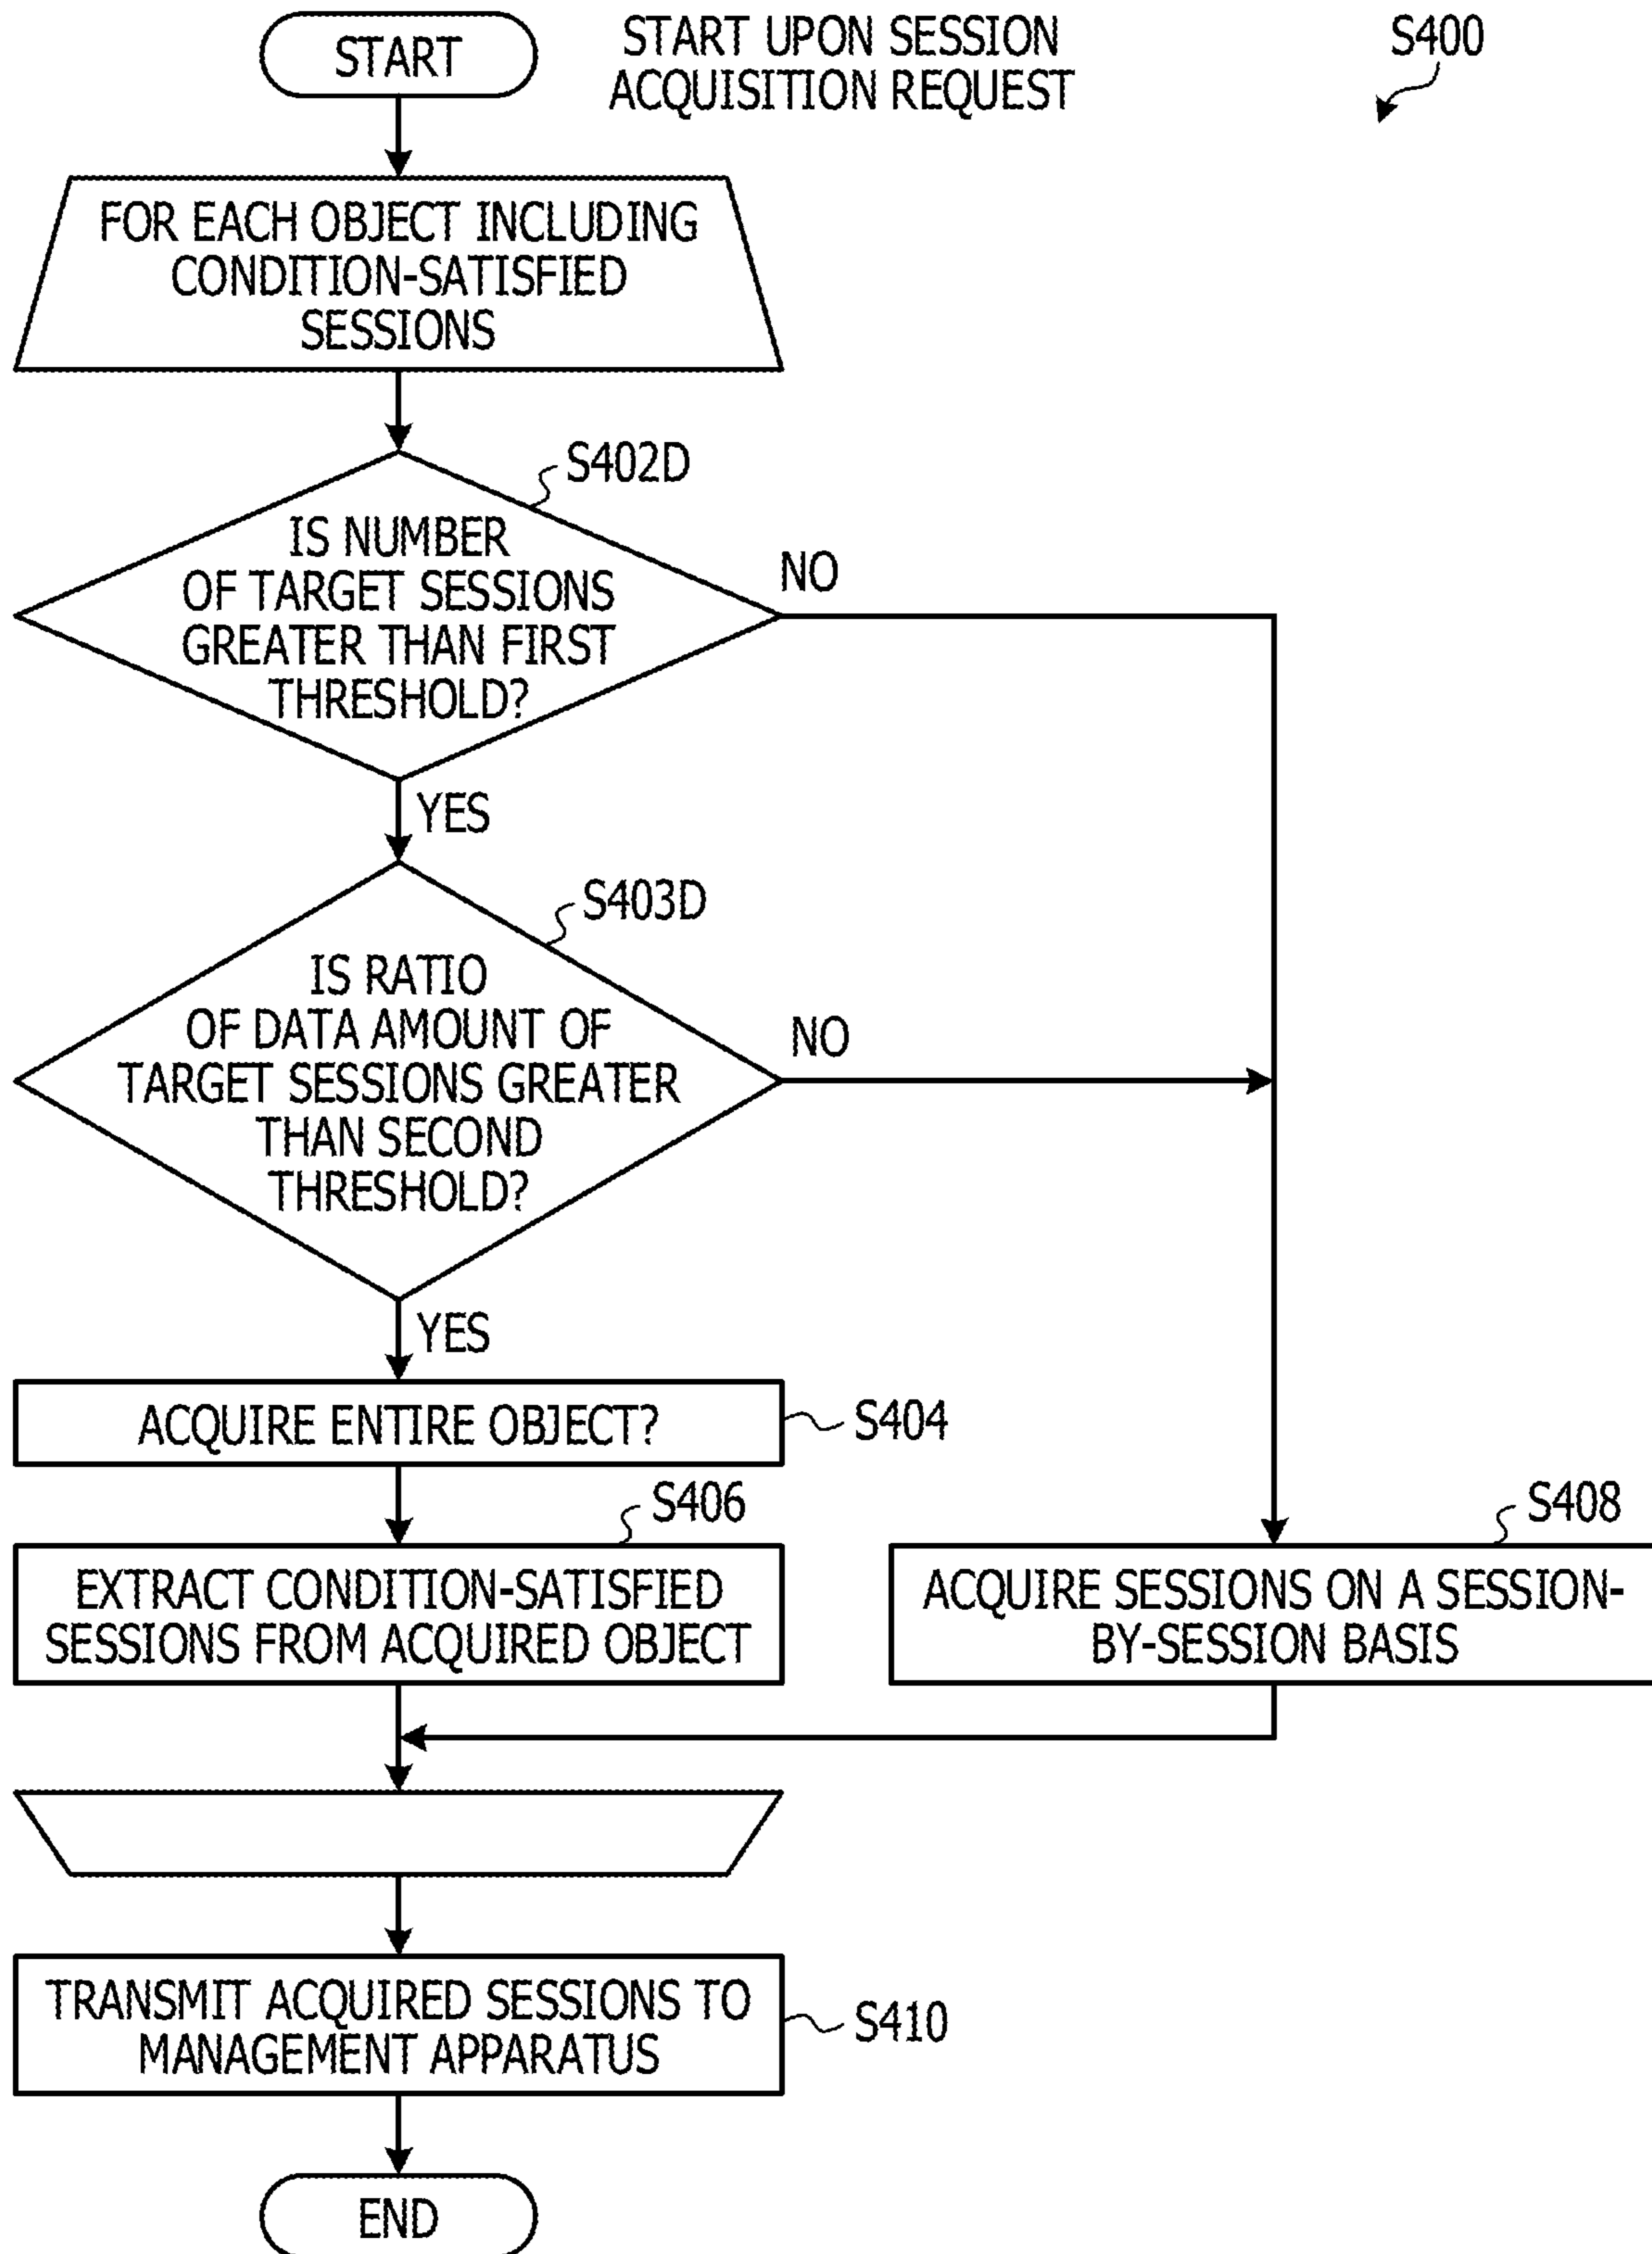 START
START UPON SESSION
ACQUISITION REQUEST
S400
FOR EACH OBJECT INCLUDING
CONDITION-SATISFIED
SESSIONS
S402D
IS NUMBER
OF TARGET SESSIONS
GREATER THAN FIRST
THRESHOLD?
NO
YES
S403D
IS RATIO
OF DATA AMOUNT OF
TARGET SESSIONS GREATER
THAN SECOND
THRESHOLD?
NO
YES
ACQUIRE ENTIRE OBJECT?
S404
S406
EXTRACT CONDITION-SATISFIED
SESSIONS FROM ACQUIRED OBJECT
S408
ACQUIRE SESSIONS ON A SESSION-
BY-SESSION BASIS
TRANSMIT ACQUIRED SESSIONS TO
MANAGEMENT APPARATUS
S410
END